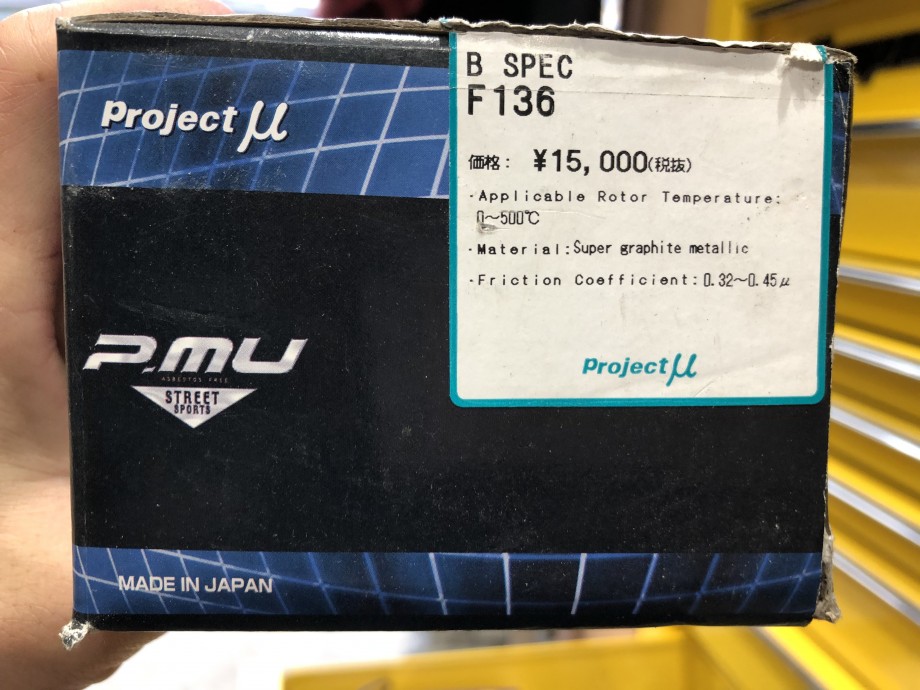 Project μ
B SPEC
F136
価格: ¥15,000(税抜)
・Applicable Rotor Temperature:
0~500℃
・Material:Super graphite metallic
・Friction Coefficient:0.32~0.45μ
Project μ
P.MU
ASBESTOS FREE
STREET
SPORTS
MADE IN JAPAN